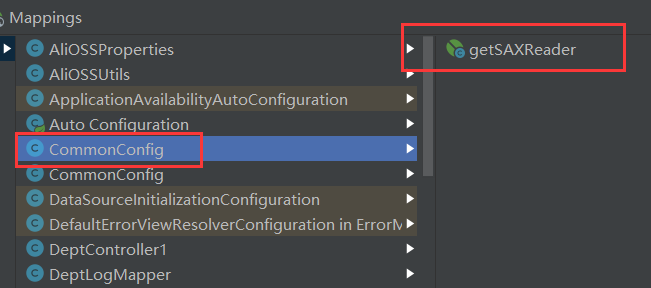 Mappings
AliOSSProperties
getSAXReader
AliOSSUtils
ApplicationAvailabilityAutoConfiguration
Auto Configuration
CommonConfig
CommonConfig
DataSourceInitializationConfiguration
DefaultErrorViewResolverConfiguration in ErrorM
DeptController1
DeptLogMapper